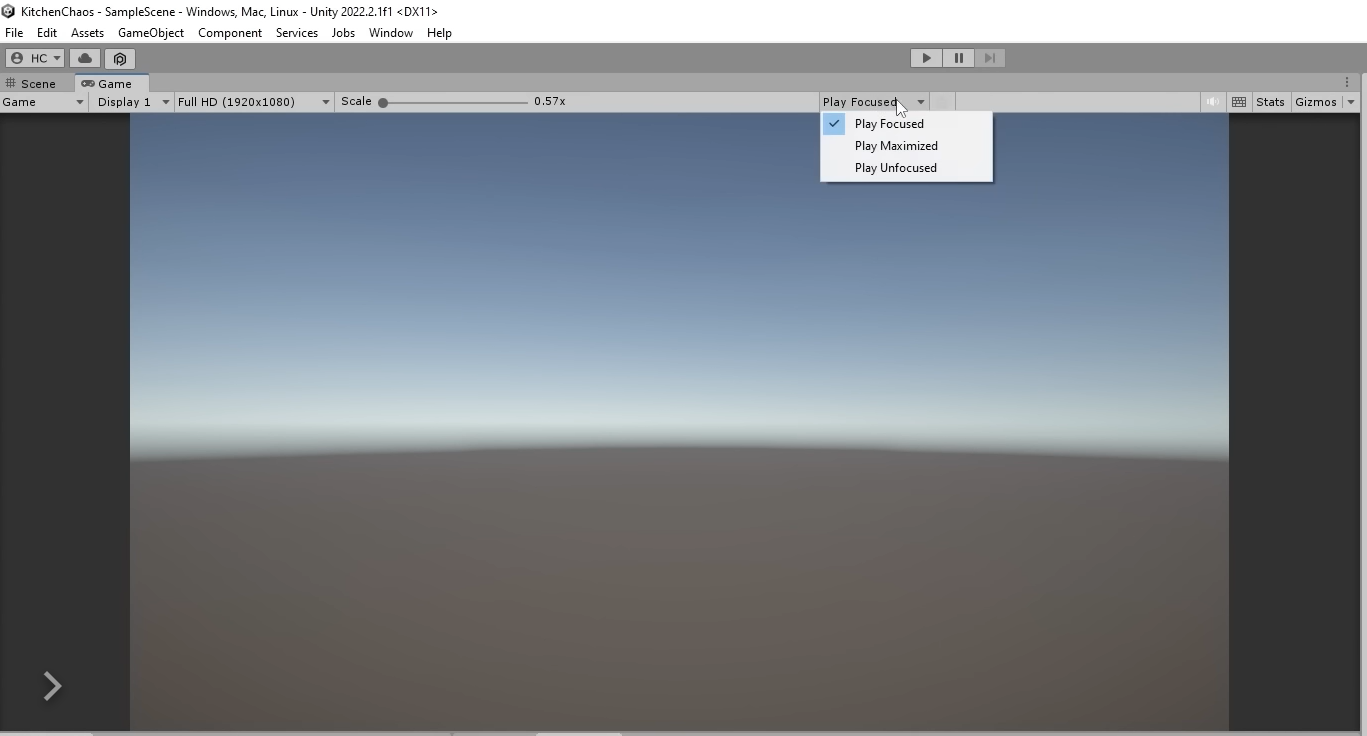 KitchenChaos - SampleScene - Windows, Mac, Linux - Unity 2022.2.1f1 <DX11>
File Edit Assets GameObject Component Services Jobs Window Help
HC
Scene Game
Game Display 1 Full HD (1920x1080) Scale 0.57x Play Focused Stats Gizmos
Play Focused
Play Maximized
Play Unfocused